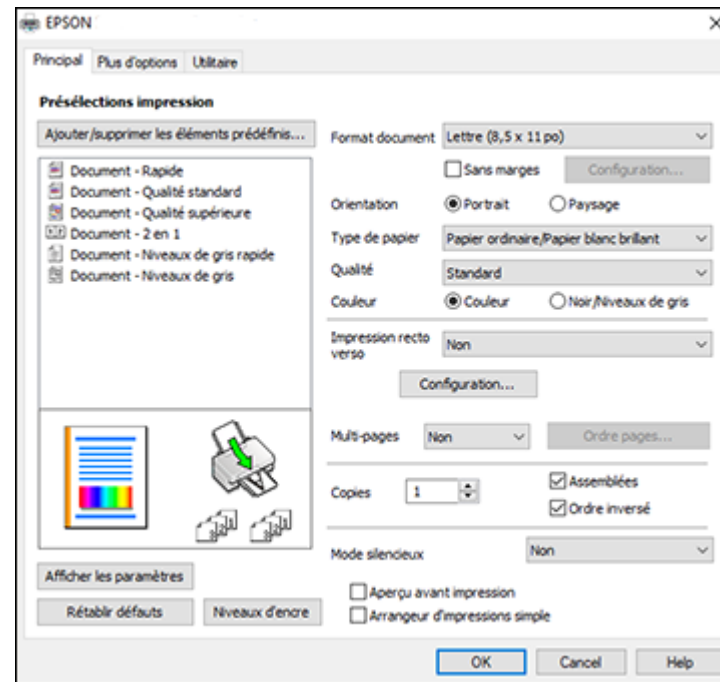 EPSON
Principal Plus d'options Utilitaire
Présélections impression
Ajouter/supprimer les éléments prédéfinis...
Document - Rapide
Document - Qualité standard
Document - Qualité supérieure
Document - 2 en 1
Document - Niveaux de gris rapide
Document - Niveaux de gris
Afficher les paramètres
Rétablir défauts Niveaux d'encre
Format document Lettre (8,5 x 11 po)
Sans marges Configuration...
Orientation Portrait Paysage
Type de papier Papier ordinaire/Papier blanc brillant
Qualité Standard
Couleur Couleur Noir/Niveaux de gris
Impression recto
verso
Non
Configuration...
Multi-pages Non Ordre pages...
Copies 1 Assemblées
Ordre inversé
Mode silencieux Non
Aperçu avant impression
Arrangeur d'impressions simple
OK Cancel Help